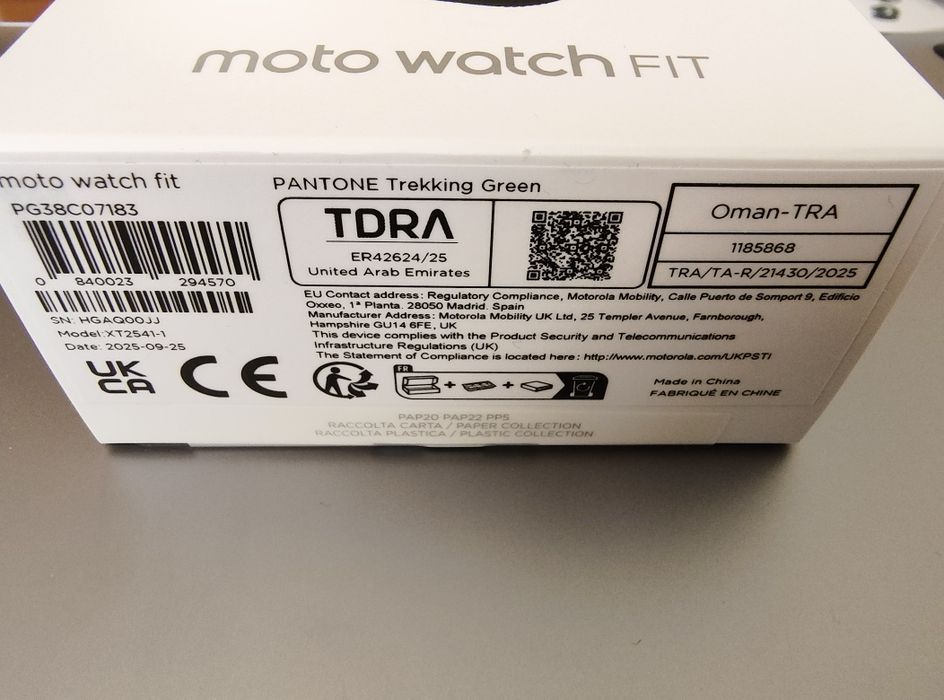 moto watch FIT
moto watch fit
PG38C07183
0 840023 294570
SN: HGAQ00JJ
Model:XT2541-1
Date: 2025-09-25
UK
CA
CE
PANTONE Trekking Green
TDRA
ER42624/25
United Arab Emirates
Oman-TRA
1185868
TRA/TA-R/21430/2025
EU Contact address: Regulatory Compliance, Motorola Mobility, Calle Puerto de Somport 9, Edificio
Oxxeo, 1ª Planta, 28050 Madrid. Spain
Manufacturer Address: Motorola Mobility UK Ltd, 25 Templer Avenue, Farnborough,
Hampshire GU14 6FE, UK
This device complies with the Product Security and Telecommunications
Infrastructure Regulations (UK)
The Statement of Compliance is located here: http://www.motorola.com/UKPSTI
FR
+ +
Made in China
FABRIQUÉ EN CHINE
PAP20 PAP22 PP5
RACCOLTA CARTA / PAPER COLLECTION
RACCOLTA PLASTICA / PLASTIC COLLECTION